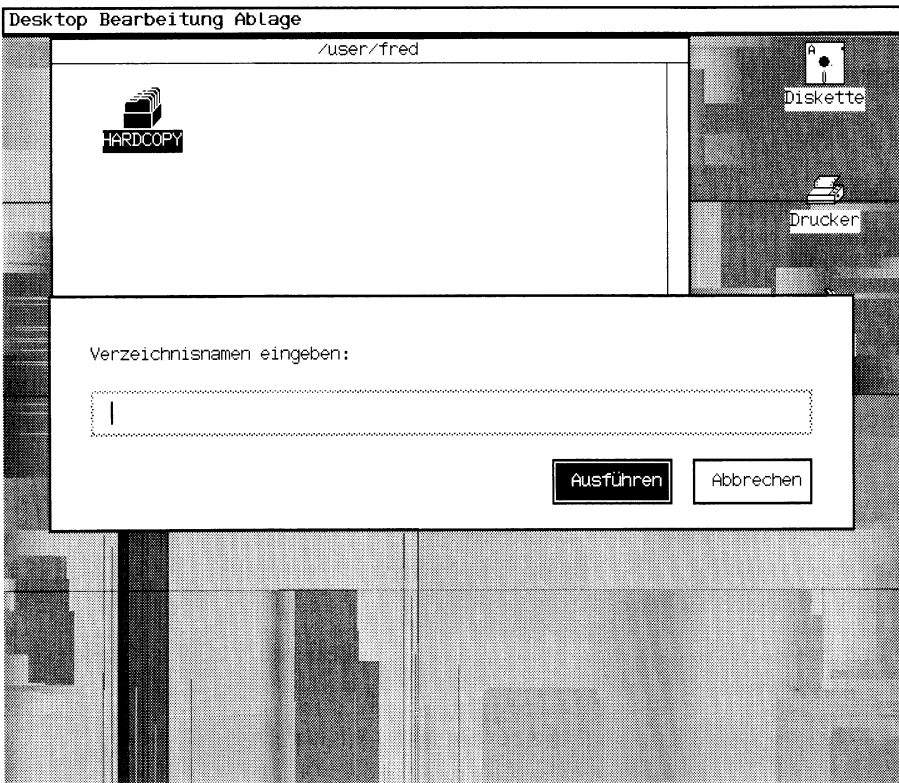 Desktop Bearbeitung Ablage
/user/fred
A
Diskette
HARDCOPY
Drucker
Verzeichnisnamen eingeben:
Ausführen
Abbrechen